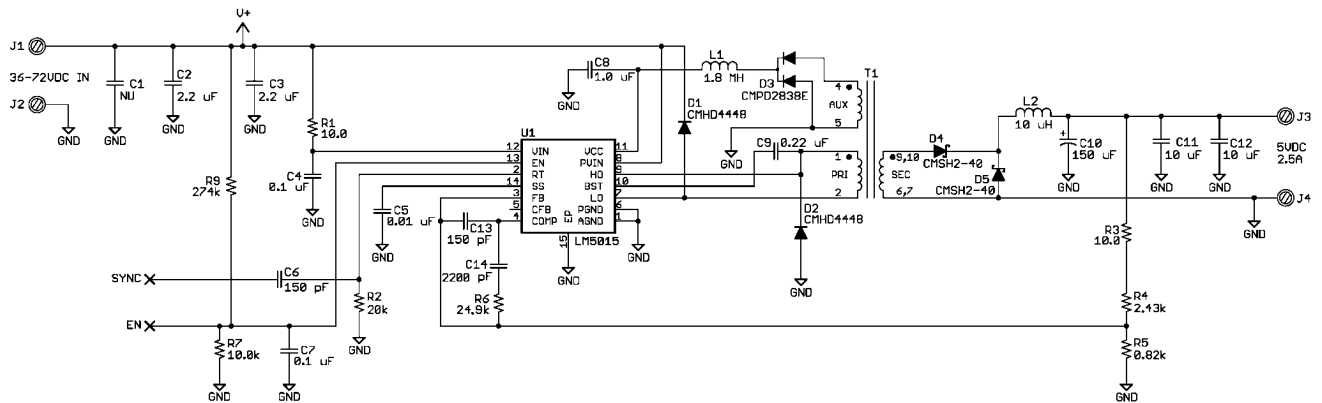 V+
J1
36-72VDC IN
J2
GND
C1
NU
GND
C2
2.2 uF
GND
C3
2.2 uF
GND
R1
10.0
C4
0.1 uF
GND
R9
274k
C5
0.01 uF
GND
SYNC
C6
150 pF
R2
20k
GND
EN
R7
10.0k
GND
C7
0.1 uF
GND
C8
1.0 uF
GND
L1
1.8 MH
D3
CMPD2838E
GND
D1
CMHD4448
U1
12 VIN VCC 11
13 EN PVIN 8
2 RT HO 9
14 SS BST 10
3 FB LO 7
5 CFB PGND 6
4 COMP AGND 1
EP
15
LM5015
GND
GND
C13
150 pF
C14
2200 pF
R6
24.9k
C9 0.22 uF
D2
CMHD4448
GND
T1
4
AUX
5
1
PRI
2
9,10
SEC
6,7
D4
CMSH2-40
D5
CMSH2-40
L2
10 uH
C10
150 uF
GND
C11
10 uF
GND
C12
10 uF
GND
J3
5VDC
2.5A
J4
GND
R3
10.0
R4
2.43k
R5
0.82k
GND